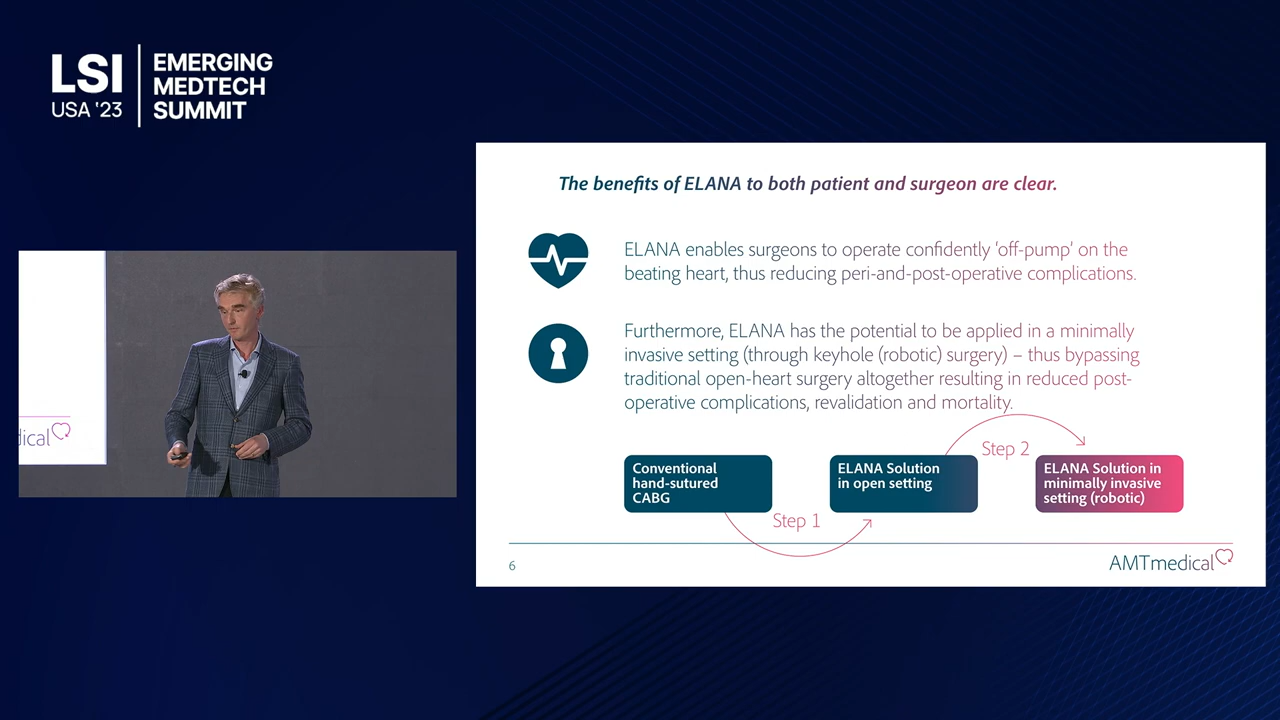 LSI
USA '23
EMERGING
MEDTECH
SUMMIT
The benefits of ELANA to both patient and surgeon are clear.
ELANA enables surgeons to operate confidently 'off-pump' on the
beating heart, thus reducing peri-and-post-operative complications.
Furthermore, ELANA has the potential to be applied in a minimally
invasive setting (through keyhole (robotic) surgery) – thus bypassing
traditional open-heart surgery altogether resulting in reduced post-
operative complications, revalidation and mortality.
Step 2
Conventional
hand-sutured
CABG
ELANA Solution
in open setting
ELANA Solution in
minimally invasive
setting (robotic)
Step 1
6
AMTmedical
dical